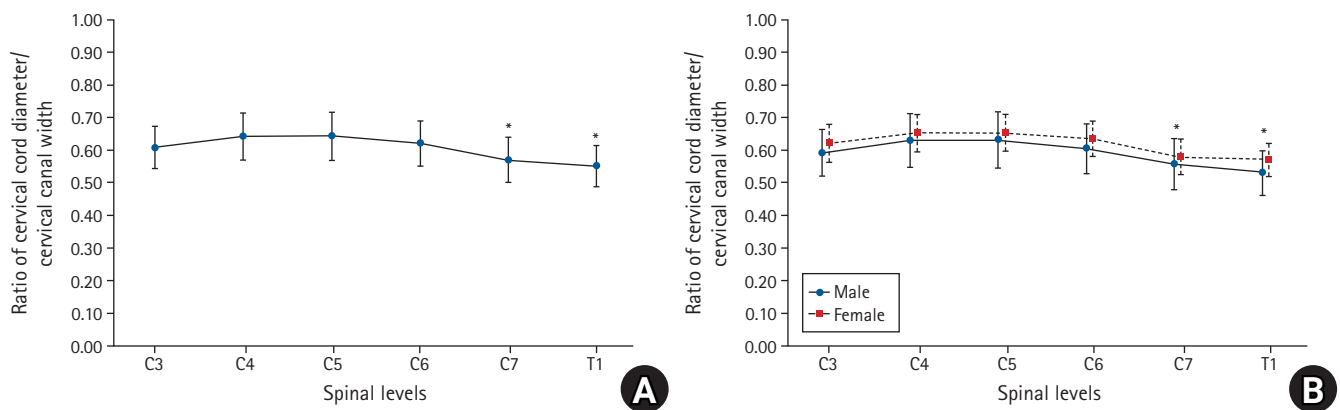 Ratio of cervical cord diameter/
cervical canal width
1.00
0.90
0.80
0.70
0.60
0.50
0.40
0.30
0.20
0.10
0.00
* *
C3 C4 C5 C6 C7 T1
Spinal levels
A
Ratio of cervical cord diameter/
cervical canal width
1.00
0.90
0.80
0.70
0.60
0.50
0.40
0.30
0.20
0.10
0.00
* *
Male
Female
C3 C4 C5 C6 C7 T1
Spinal levels
B